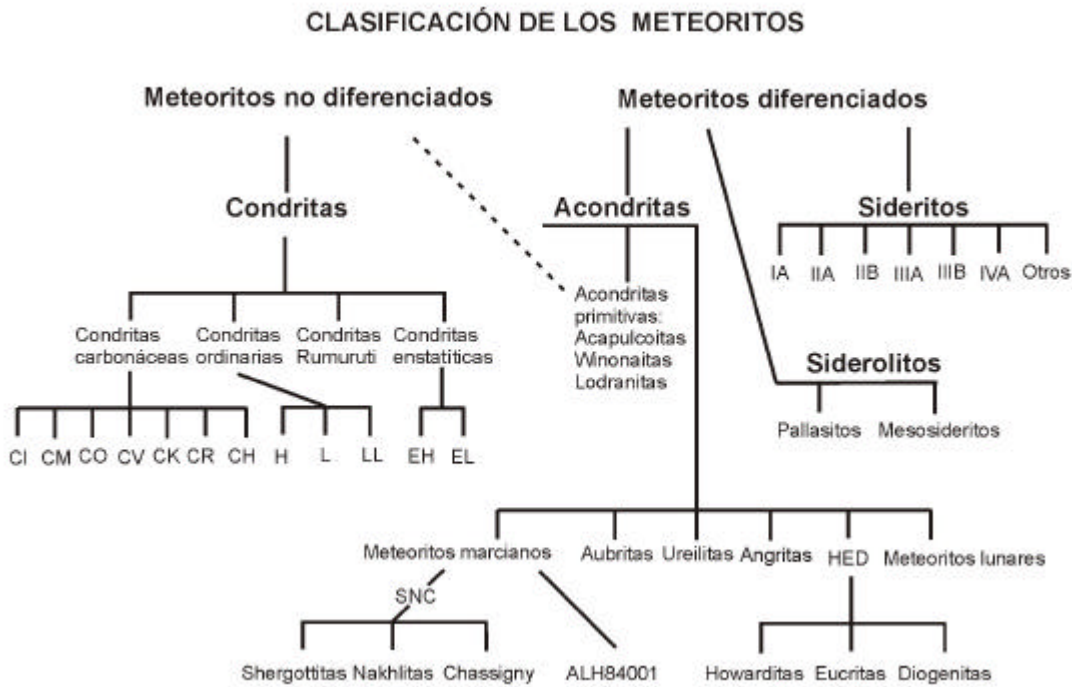 CLASIFICACIÓN DE LOS METEORITOS
Meteoritos no diferenciados
Meteoritos diferenciados
Condritas
Acondritas
Sideritos
IA IIA IIB IIIA IIIB IVA Otros
Acondritas
primitivas:
Acapulcoitas
Winonaitas
Lodranitas
Condritas
carbonáceas
Condritas
ordinarias
Condritas
Rumuruti
Condritas
enstatíticas
Siderolitos
Pallasitos Mesosideritos
CI CM CO CV CK CR CH H L LL EH EL
Meteoritos marcianos Aubritas Ureilitas Angritas HED Meteoritos lunares
SNC
Shergottitas Nakhlitas Chassigny ALH84001 Howarditas Eucritas Diogenitas